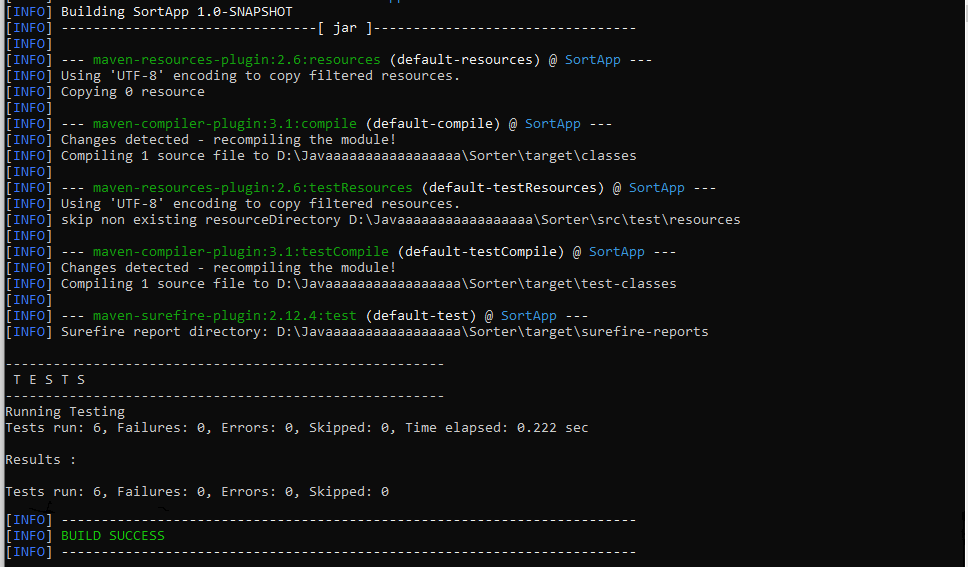 [INFO] Building SortApp 1.0-SNAPSHOT
[INFO] --------------------------------[ jar ]---------------------------------
[INFO]
[INFO] --- maven-resources-plugin:2.6:resources (default-resources) @ SortApp ---
[INFO] Using 'UTF-8' encoding to copy filtered resources.
[INFO] Copying 0 resource
[INFO]
[INFO] --- maven-compiler-plugin:3.1:compile (default-compile) @ SortApp ---
[INFO] Changes detected - recompiling the module!
[INFO] Compiling 1 source file to D:\Javaaaaaaaaaaaaaaaaa\Sorter\target\classes
[INFO]
[INFO] --- maven-resources-plugin:2.6:testResources (default-testResources) @ SortApp ---
[INFO] Using 'UTF-8' encoding to copy filtered resources.
[INFO] skip non existing resourceDirectory D:\Javaaaaaaaaaaaaaaaaa\Sorter\src\test\resources
[INFO]
[INFO] --- maven-compiler-plugin:3.1:testCompile (default-testCompile) @ SortApp ---
[INFO] Changes detected - recompiling the module!
[INFO] Compiling 1 source file to D:\Javaaaaaaaaaaaaaaaaa\Sorter\target\test-classes
[INFO]
[INFO] --- maven-surefire-plugin:2.12.4:test (default-test) @ SortApp ---
[INFO] Surefire report directory: D:\Javaaaaaaaaaaaaaaaaa\Sorter\target\surefire-reports
-------------------------------------------------------
T E S T S
-------------------------------------------------------
Running Testing
Tests run: 6, Failures: 0, Errors: 0, Skipped: 0, Time elapsed: 0.222 sec
Results :
Tests run: 6, Failures: 0, Errors: 0, Skipped: 0
[INFO] ------------------------------------------------------------------------
[INFO] BUILD SUCCESS
[INFO] ------------------------------------------------------------------------